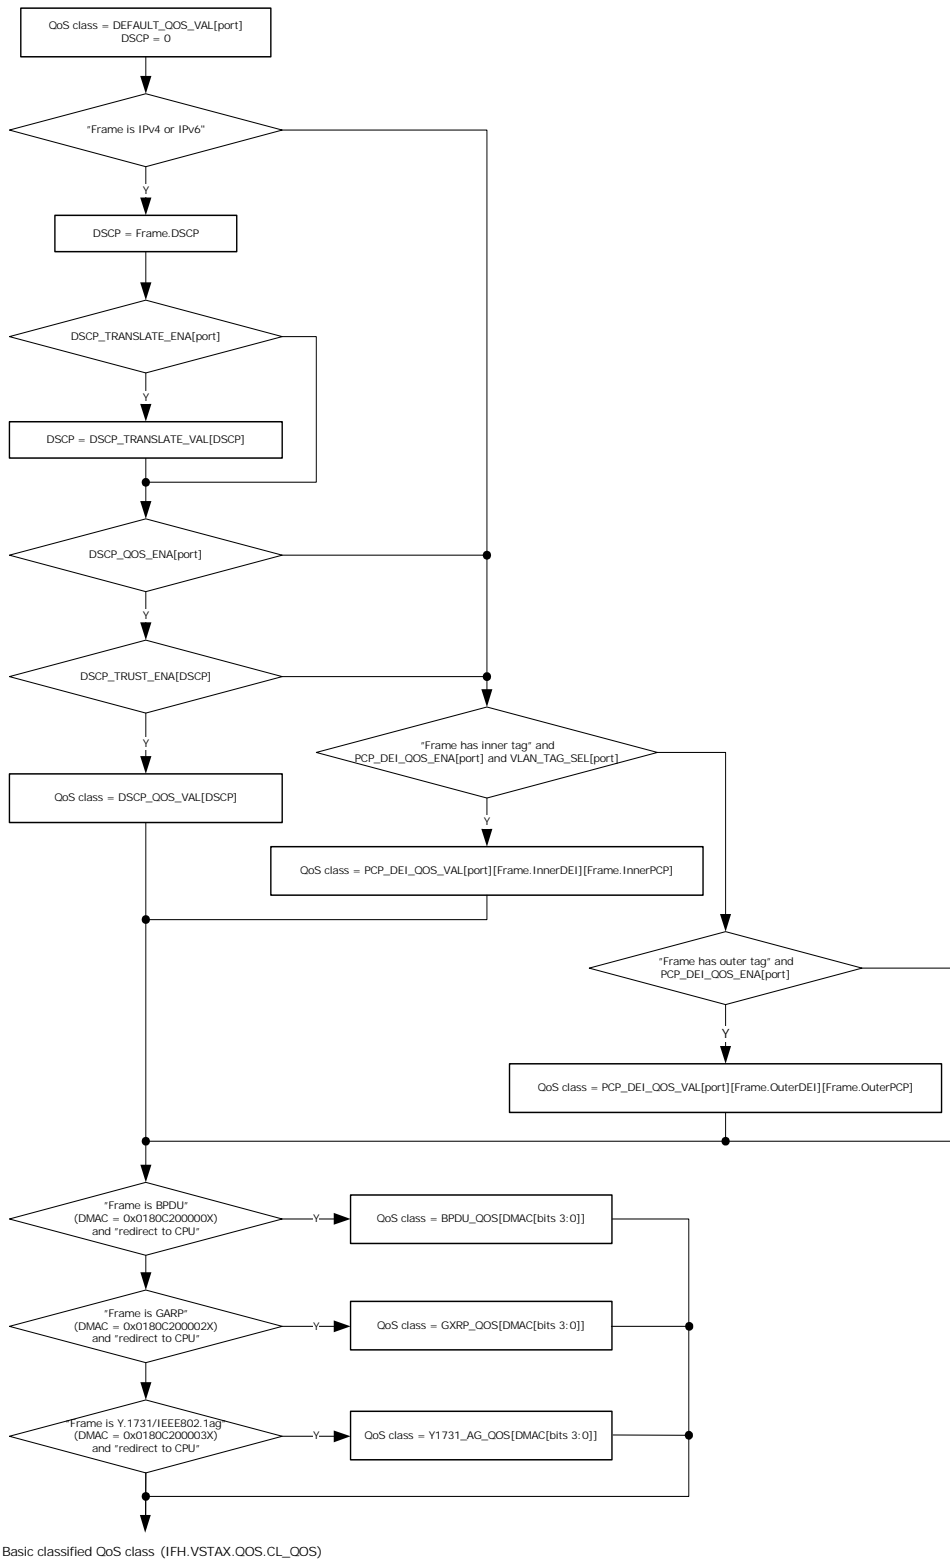 QoS class = DEFAULT_QOS_VAL[port]
DSCP = 0
"Frame is IPv4 or IPv6"
Y
DSCP = Frame.DSCP
DSCP_TRANSLATE_ENA[port]
Y
DSCP = DSCP_TRANSLATE_VAL[DSCP]
DSCP_QOS_ENA[port]
Y
DSCP_TRUST_ENA[DSCP]
Y
"Frame has inner tag" and
PCP_DEI_QOS_ENA[port] and VLAN_TAG_SEL[port]
QoS class = DSCP_QOS_VAL[DSCP]
Y
QoS class = PCP_DEI_QOS_VAL[port][Frame.InnerDEI][Frame.InnerPCP]
"Frame has outer tag" and
PCP_DEI_QOS_ENA[port]
Y
QoS class = PCP_DEI_QOS_VAL[port][Frame.OuterDEI][Frame.OuterPCP]
"Frame is BPDU"
(DMAC = 0x0180C200000X)
and "redirect to CPU"
Y
QoS class = BPDU_QOS[DMAC[bits 3:0]]
"Frame is GARP"
(DMAC = 0x0180C200002X)
and "redirect to CPU"
Y
QoS class = GXRP_QOS[DMAC[bits 3:0]]
"Frame is Y.1731/IEEE802.1ag"
(DMAC = 0x0180C200003X)
and "redirect to CPU"
Y
QoS class = Y1731_AG_QOS[DMAC[bits 3:0]]
Basic classified QoS class (IFH.VSTAX.QOS.CL_QOS)